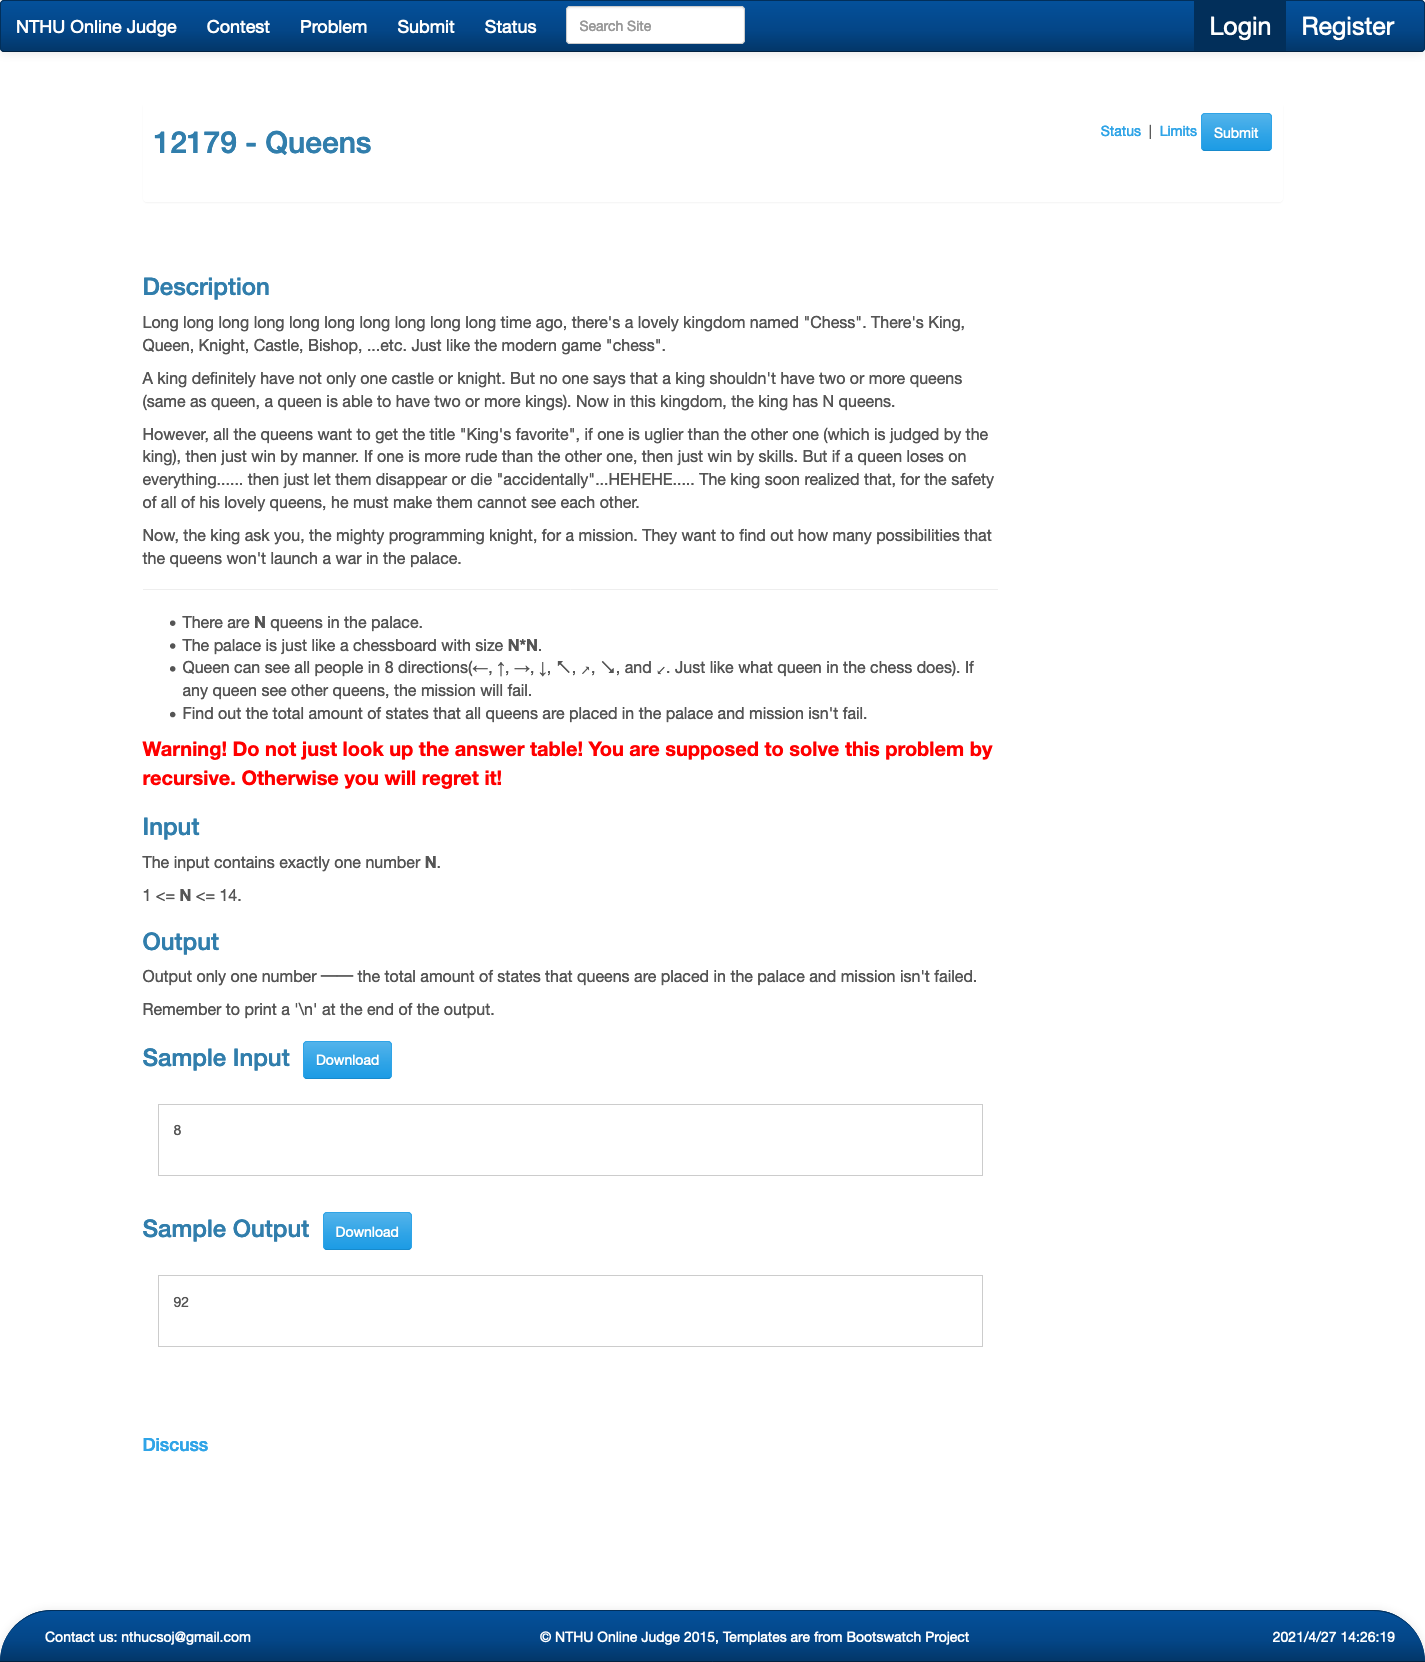 NTHU Online Judge Contest Problem Submit Status Search Site Login Register
12179 - Queens
Status | Limits Submit
Description
Long long long long long long long long long long time ago, there's a lovely kingdom named "Chess". There's King,
Queen, Knight, Castle, Bishop, ...etc. Just like the modern game "chess".
A king definitely have not only one castle or knight. But no one says that a king shouldn't have two or more queens
(same as queen, a queen is able to have two or more kings). Now in this kingdom, the king has N queens.
However, all the queens want to get the title "King's favorite", if one is uglier than the other one (which is judged by the
king), then just win by manner. If one is more rude than the other one, then just win by skills. But if a queen loses on
everything...... then just let them disappear or die "accidentally"...HEHEHE..... The king soon realized that, for the safety
of all of his lovely queens, he must make them cannot see each other.
Now, the king ask you, the mighty programming knight, for a mission. They want to find out how many possibilities that
the queens won't launch a war in the palace.
• There are N queens in the palace.
• The palace is just like a chessboard with size N*N.
• Queen can see all people in 8 directions(←, ↑, →, ↓, ↖, ↗, ↘, and ↙. Just like what queen in the chess does). If
any queen see other queens, the mission will fail.
• Find out the total amount of states that all queens are placed in the palace and mission isn't fail.
Warning! Do not just look up the answer table! You are supposed to solve this problem by
recursive. Otherwise you will regret it!
Input
The input contains exactly one number N.
1 <= N <= 14.
Output
Output only one number —— the total amount of states that queens are placed in the palace and mission isn't failed.
Remember to print a '\n' at the end of the output.
Sample Input Download
8
Sample Output Download
92
Discuss
Contact us: nthucsoj@gmail.com © NTHU Online Judge 2015, Templates are from Bootswatch Project 2021/4/27 14:26:19